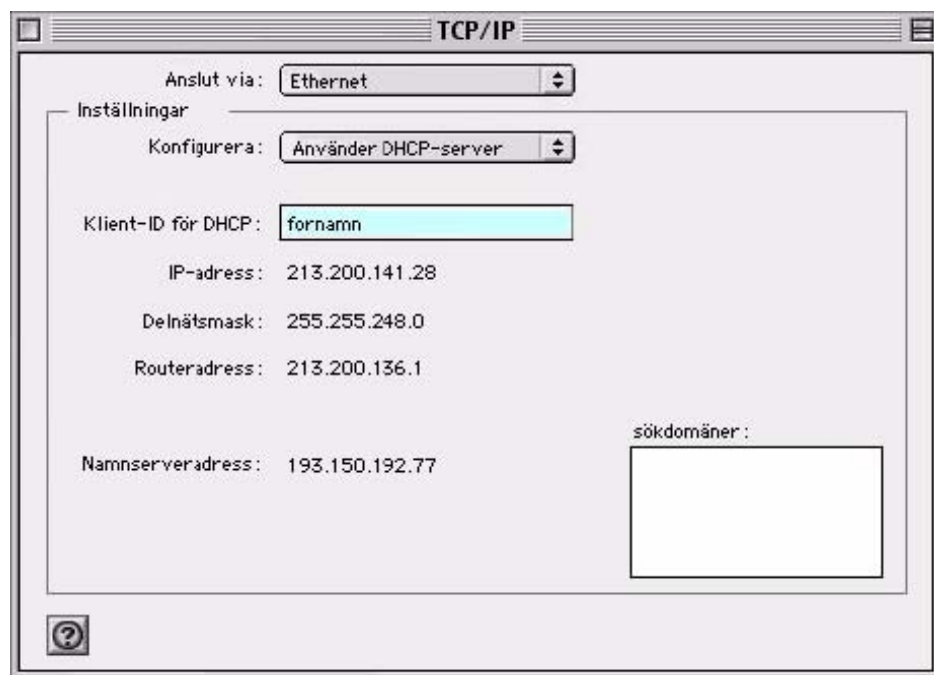 TCP/IP
Anslut via: Ethernet
Inställningar
Konfigurera: Använder DHCP-server
Klient-ID för DHCP: fornamn
IP-adress: 213.200.141.28
Delnätsmask: 255.255.248.0
Routeradress: 213.200.136.1
sökdomäner:
Namnserveradress: 193.150.192.77
?